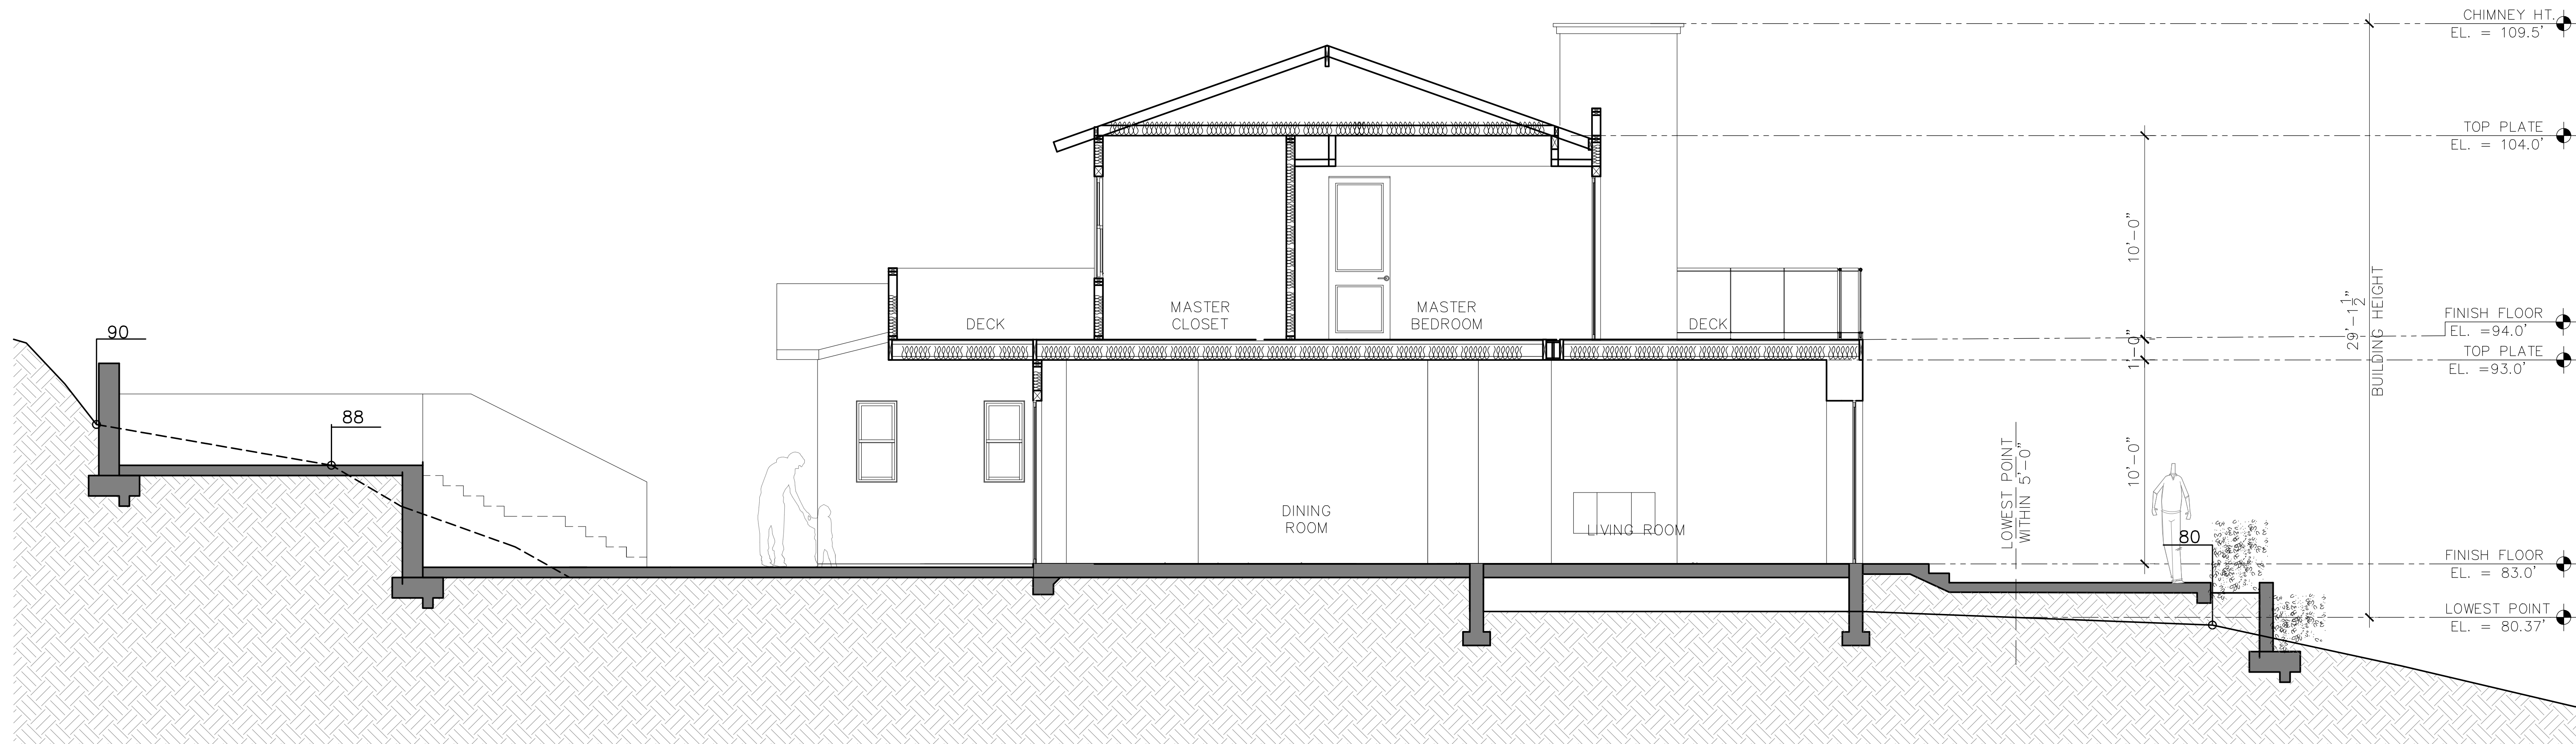 CHIMNEY HT.
EL. = 109.5'
TOP PLATE
EL. = 104.0'
10'-0"
29'-1 1/2"
BUILDING HEIGHT
FINISH FLOOR
EL. =94.0'
1'-0"
TOP PLATE
EL. =93.0'
10'-0"
FINISH FLOOR
EL. = 83.0'
LOWEST POINT
EL. = 80.37'
90
88
DECK
MASTER
CLOSET
MASTER
BEDROOM
DECK
DINING
ROOM
LIVING ROOM
LOWEST POINT
WITHIN 5'-0"
80